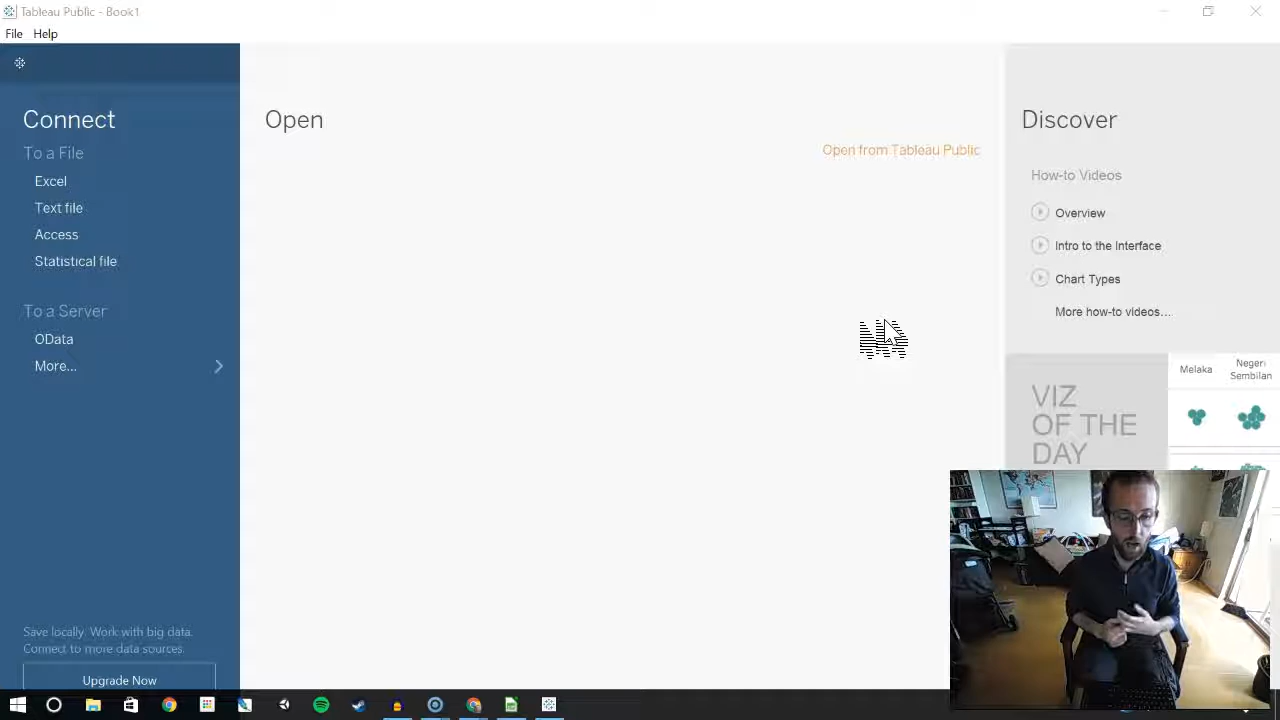 Tableau Public - Book1
File Help
Connect
To a File
Excel
Text file
Access
Statistical file
To a Server
OData
More...
Save locally. Work with big data.
Connect to more data sources.
Upgrade Now
Open
Open from Tableau Public
Discover
How-to Videos
Overview
Intro to the Interface
Chart Types
More how-to videos...
VIZ
OF THE
DAY
Melaka
Negeri
Sembilan